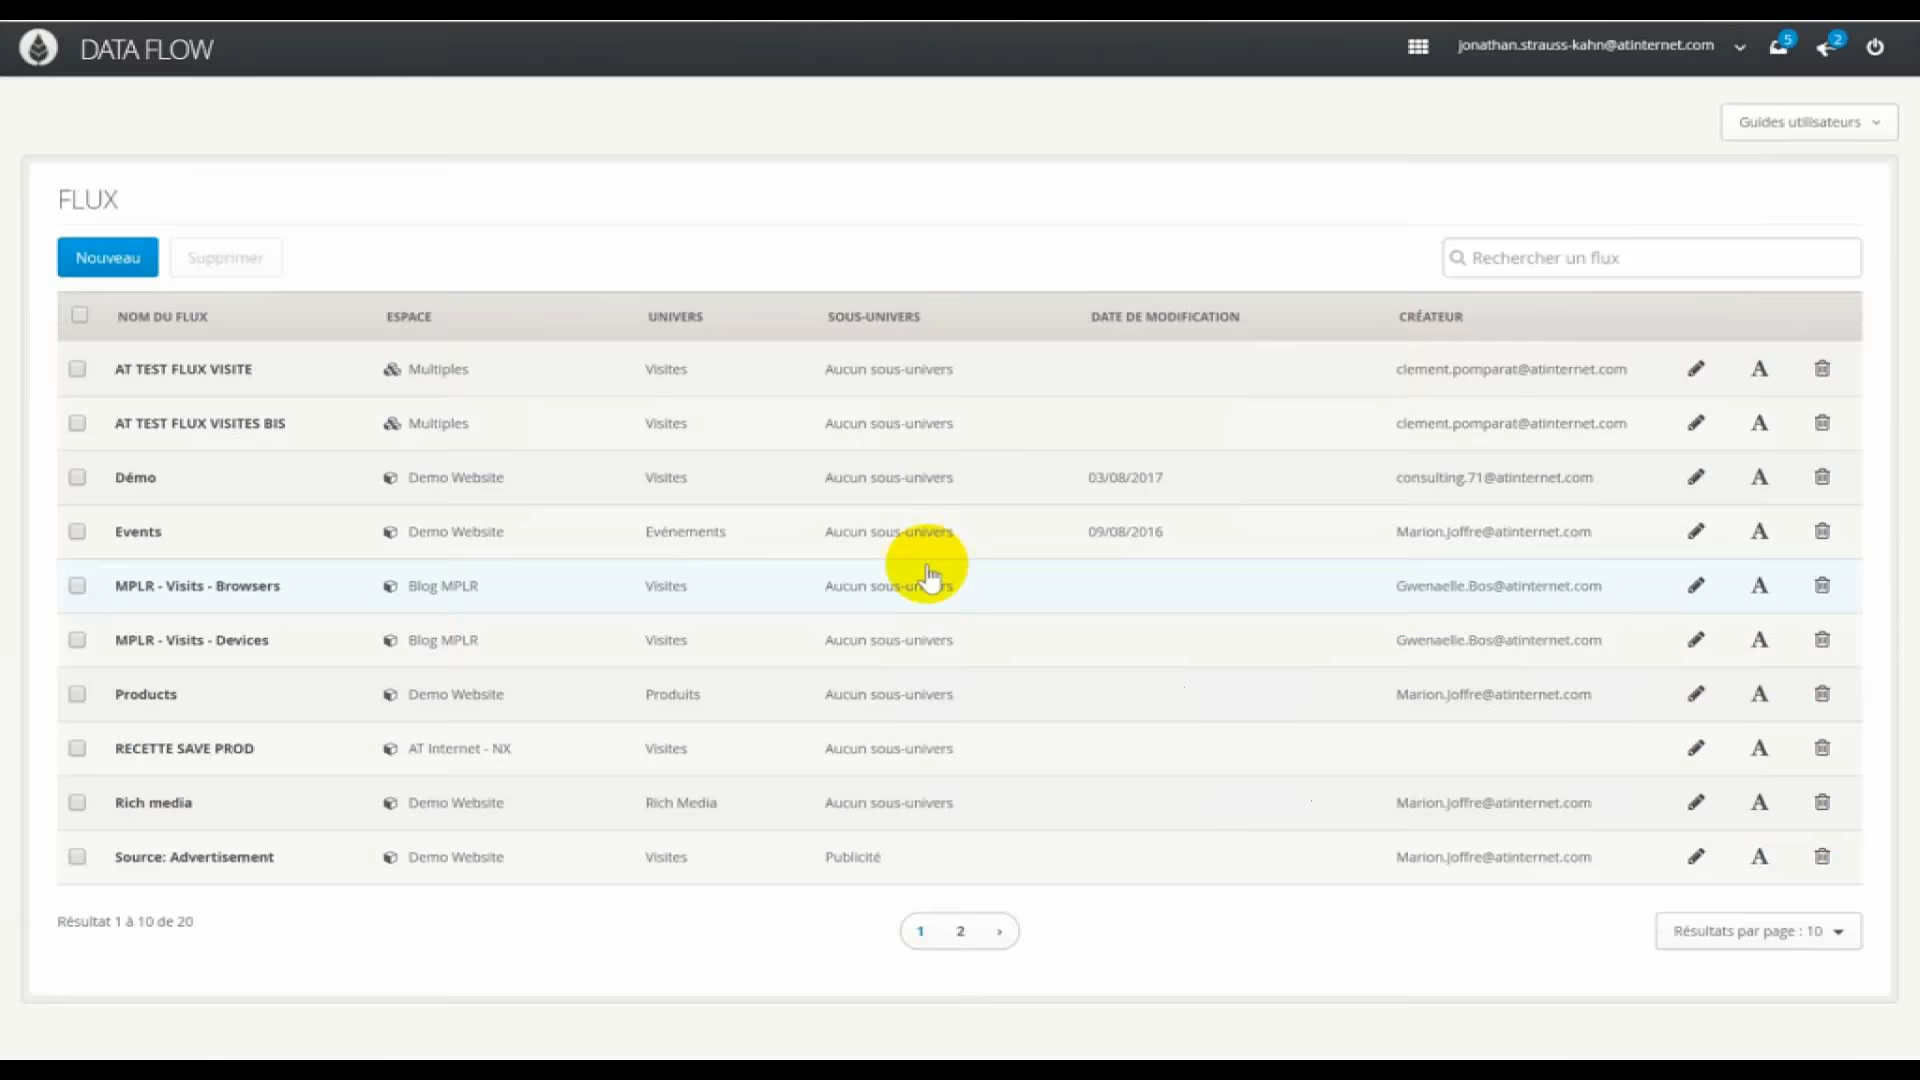 DATA FLOW
jonathan.strauss-kahn@atinternet.com 5 2
Guides utilisateurs
FLUX
Nouveau Supprimer Rechercher un flux
NOM DU FLUX ESPACE UNIVERS SOUS-UNIVERS DATE DE MODIFICATION CRÉATEUR
AT TEST FLUX VISITE Multiples Visites Aucun sous-univers clement.pomparat@atinternet.com A
AT TEST FLUX VISITES BIS Multiples Visites Aucun sous-univers clement.pomparat@atinternet.com A
Démo Demo Website Visites Aucun sous-univers 03/08/2017 consulting.71@atinternet.com A
Events Demo Website Evénements Aucun sous-univers 09/08/2016 Marion.Joffre@atinternet.com A
MPLR - Visits - Browsers Blog MPLR Visites Aucun sous-univers Gwenaelle.Bos@atinternet.com A
MPLR - Visits - Devices Blog MPLR Visites Aucun sous-univers Gwenaelle.Bos@atinternet.com A
Products Demo Website Produits Aucun sous-univers Marion.Joffre@atinternet.com A
RECETTE SAVE PROD AT Internet - NX Visites Aucun sous-univers A
Rich media Demo Website Rich Media Aucun sous-univers Marion.Joffre@atinternet.com A
Source: Advertisement Demo Website Visites Publicité Marion.Joffre@atinternet.com A
Résultat 1 à 10 de 20 1 2 › Résultats par page : 10